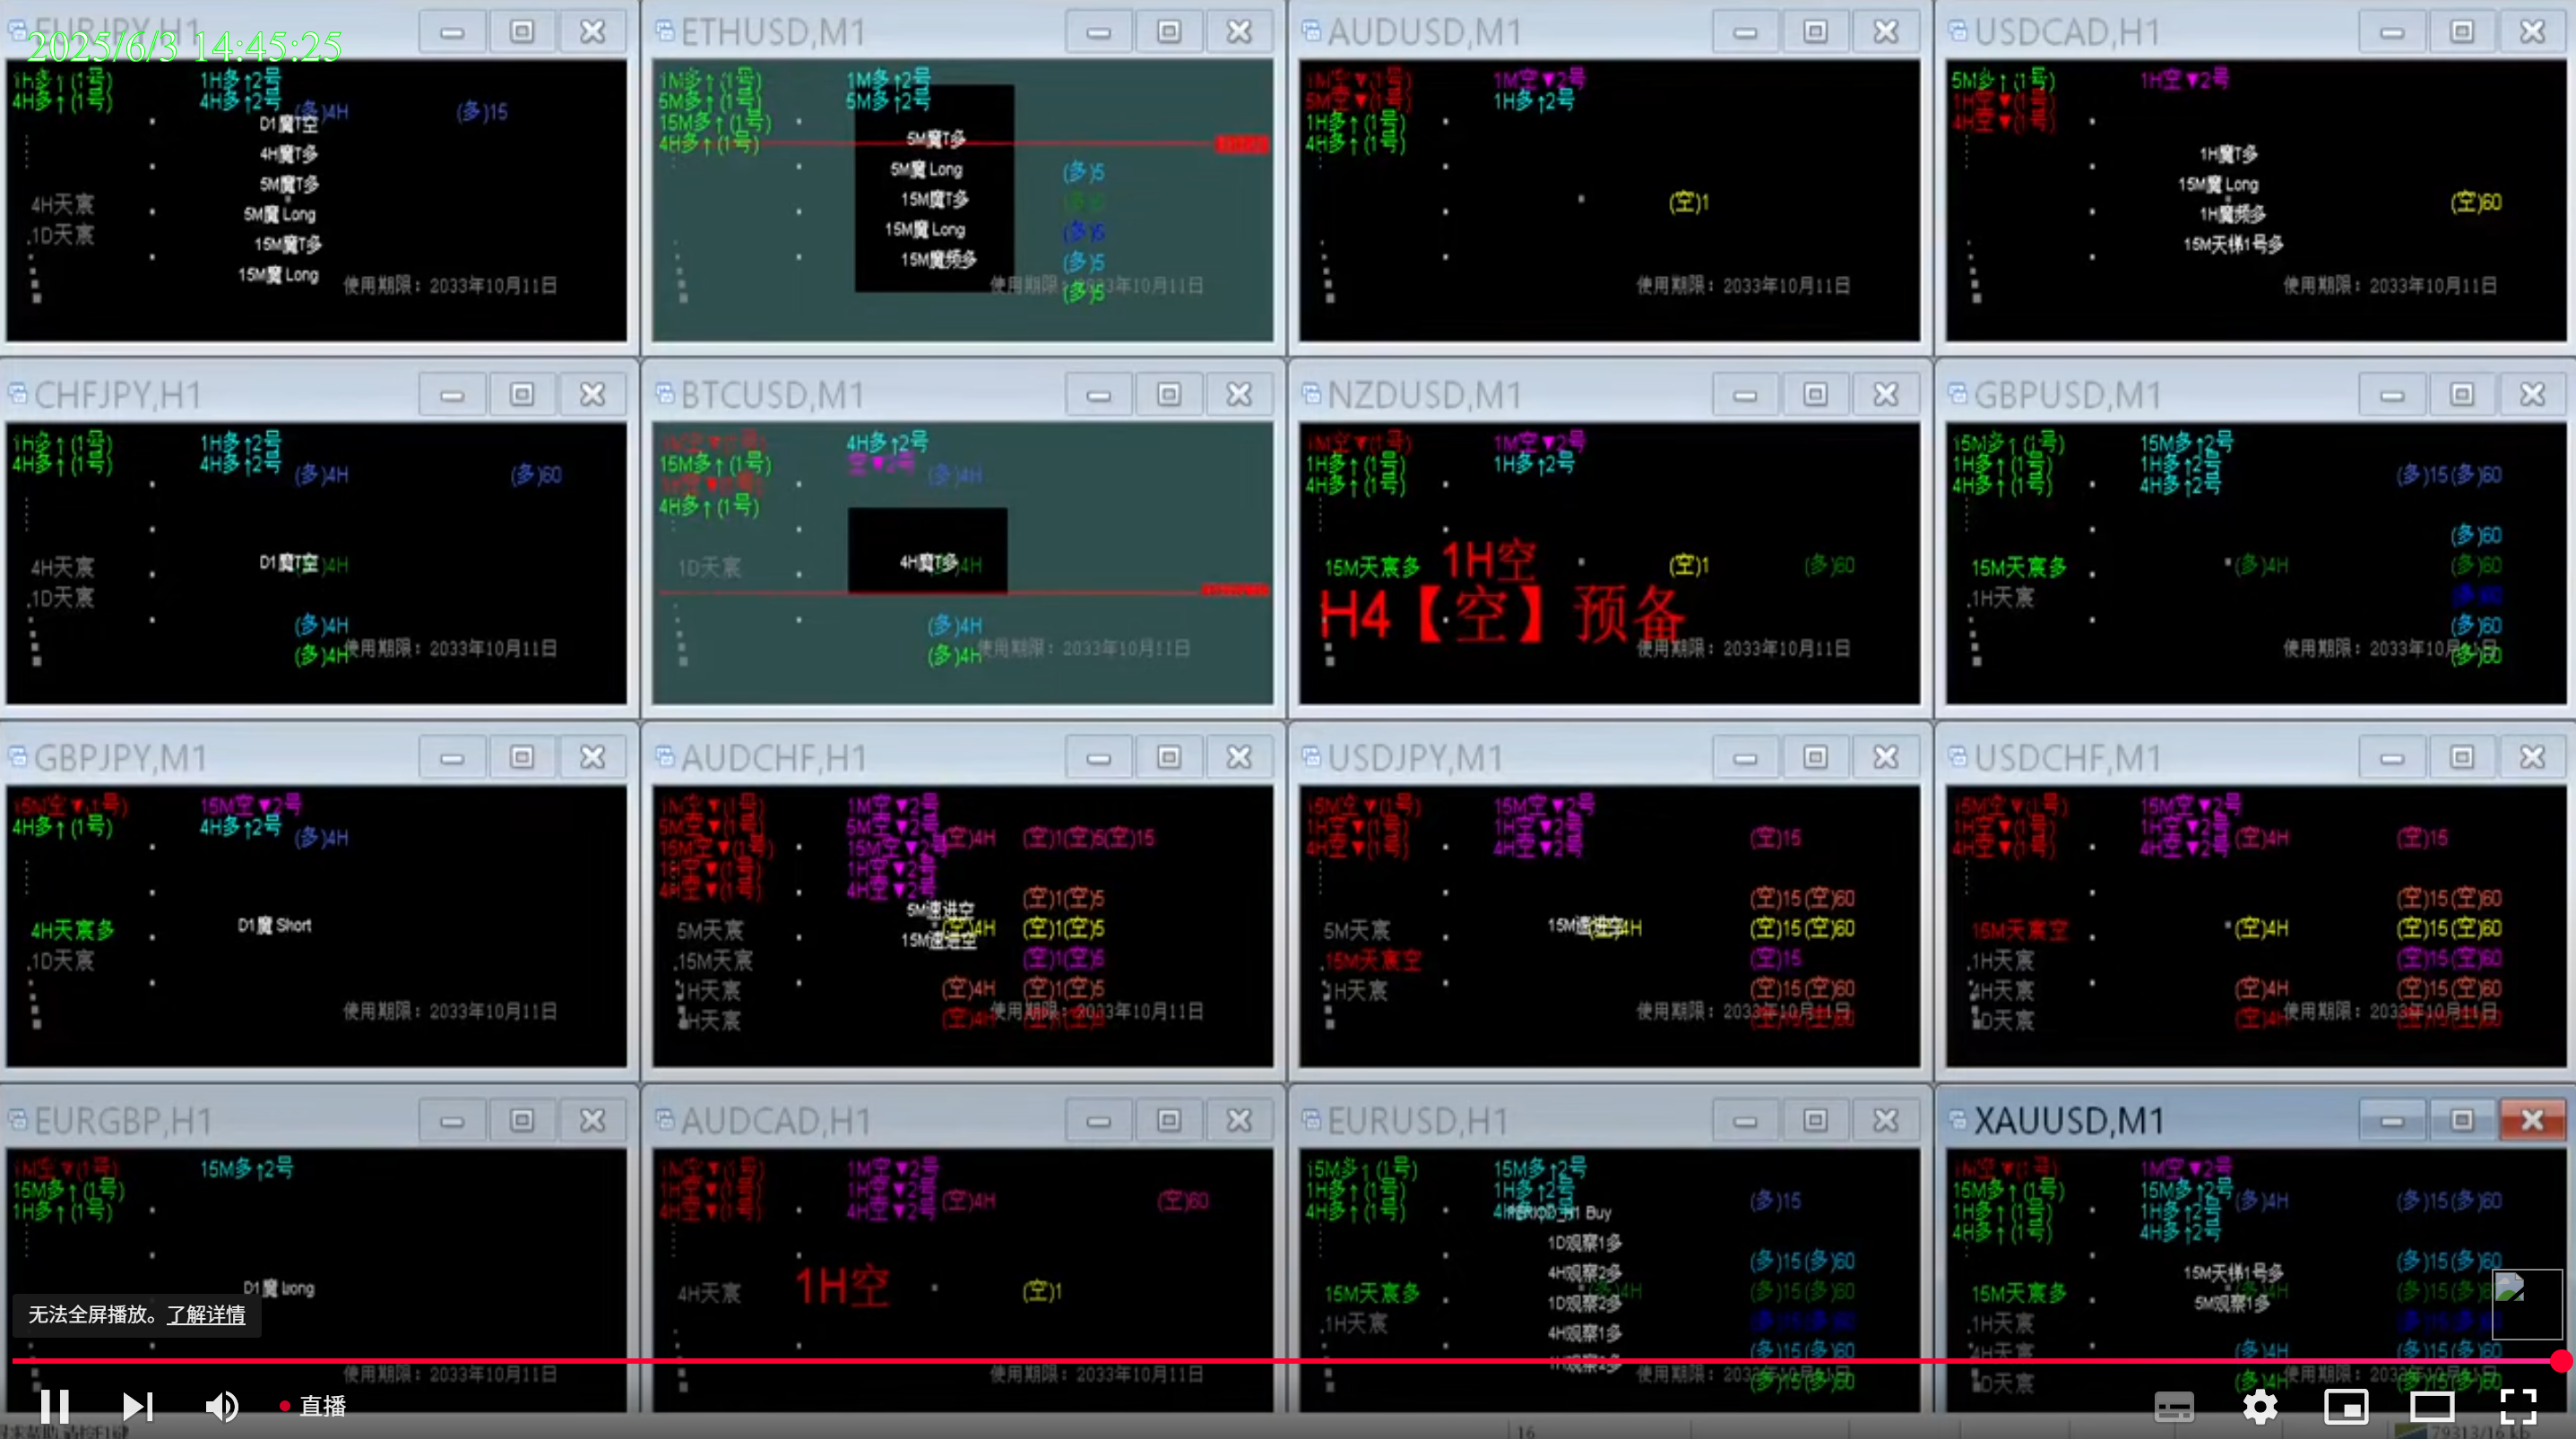 EURJPY,H1
2025/6/3 14:45:25
1H多↑(1号) 1H多↑2号
4H多↑(1号) 4H多↑2号
(多)4H (多)15
D1魔T空
4H魔T多
5M魔T多
4H天宸
5M魔 Long
.1D天宸
15M魔T多
15M魔 Long
使用期限：2033年10月11日
ETHUSD,M1
1M多↑(1号) 1M多↑2号
5M多↑(1号) 5M多↑2号
15M多↑(1号)
4H多↑(1号)
5M魔T多
5M魔 Long (多)5
15M魔T多
15M魔 Long (多)5
15M魔频多 (多)5
使用期限：2033年10月11日
(多)5
AUDUSD,M1
1M空▼(1号) 1M空▼2号
5M空▼(1号) 1H多↑2号
1H多↑(1号)
4H多↑(1号)
(空)1
使用期限：2033年10月11日
USDCAD,H1
5M多↑(1号) 1H空▼2号
1H空▼(1号)
4H空▼(1号)
1H魔T多
15M魔 Long
(空)60
1H魔频多
15M天梯1号多
使用期限：2033年10月11日
CHFJPY,H1
1H多↑(1号) 1H多↑2号
4H多↑(1号) 4H多↑2号
(多)4H (多)60
4H天宸 D1魔T空 4H
.1D天宸
(多)4H
使用期限：2033年10月11日
(多)4H
BTCUSD,M1
4H多↑2号
15M多↑(1号) 空▼2号
(多)4H
4H多↑(1号)
1D天宸 4H魔T多 4H
(多)4H
使用期限：2033年10月11日
(多)4H
NZDUSD,M1
1M空▼(1号) 1M空▼2号
1H多↑(1号) 1H多↑2号
4H多↑(1号)
15M天宸多 1H空 (空)1 (多)60
H4【空】预备
使用期限：2033年10月11日
GBPUSD,M1
15M多↑(1号) 15M多↑2号
1H多↑(1号) 1H多↑2号
4H多↑(1号) 4H多↑2号
(多)15(多)60
(多)60
15M天宸多 (多)4H (多)60
.1H天宸
(多)60
使用期限：2033年10月11日
(多)60
GBPJPY,M1
15M空▼(1号) 15M空▼2号
4H多↑(1号) 4H多↑2号
(多)4H
4H天宸多 D1魔 Short
.1D天宸
使用期限：2033年10月11日
AUDCHF,H1
1M空▼(1号) 1M空▼2号
5M空▼(1号) 5M空▼2号
15M空▼(1号) 15M空▼2号
(空)4H (空)1(空)5(空)15
1H空▼(1号) 1H空▼2号
4H空▼(1号) 4H空▼2号
5M速进空 (空)1(空)5
5M天宸 (空)4H (空)1(空)5
15M速进空
.15M天宸 (空)1(空)5
1H天宸 (空)4H (空)1(空)5
使用期限：2033年10月11日
4H天宸 (空)4H
USDJPY,M1
15M空▼(1号) 15M空▼2号
1H空▼(1号) 1H空▼2号
4H空▼(1号) 4H空▼2号
(空)15
(空)15(空)60
5M天宸 15M速进空 4H (空)15(空)60
.15M天宸空 (空)15
1H天宸 (空)15(空)60
使用期限：2033年10月11日
USDCHF,M1
15M空▼(1号) 15M空▼2号
1H空▼(1号) 1H空▼2号
4H空▼(1号) 4H空▼2号
(空)4H (空)15
(空)15(空)60
15M天宸空 (空)4H (空)15(空)60
.1H天宸 (空)15(空)60
4H天宸 (空)4H (空)15(空)60
使用期限：2033年10月11日
1D天宸 (空)4H
EURGBP,H1
1M空▼(1号) 15M多↑2号
15M多↑(1号)
1H多↑(1号)
D1魔
使用期限：2033年10月11日
AUDCAD,H1
1M空▼(1号) 1M空▼2号
1H空▼(1号) 1H空▼2号
4H空▼(1号) 4H空▼2号
(空)4H (空)60
4H天宸 1H空 (空)1
使用期限：2033年10月11日
EURUSD,H1
15M多↑(1号) 15M多↑2号
1H多↑(1号) 1H多↑2号
4H多↑(1号)
(多)15
PERIOD_H1 Buy
1D观察1多
(多)15(多)60
4H观察2多
15M天宸多 (多)15(多)60
1D观察2多
.1H天宸
4H观察1多
(多)15(多)60
1H观察2多
使用期限：2033年10月11日
(多)15(多)60
XAUUSD,M1
1M空▼(1号) 1M空▼2号
15M多↑(1号) 15M多↑2号
(多)4H (多)15(多)60
1H多↑(1号) 1H多↑2号
4H多↑(1号) 4H多↑2号
(多)15(多)60
15M天梯1号多
15M天宸多
5M观察1多
.1H天宸
4H天宸 (多)4H (多)15(多)60
使用期限：2033年10月11日
1D天宸 (多)4H
无法全屏播放。了解详情
直播
16
79313/16 kb